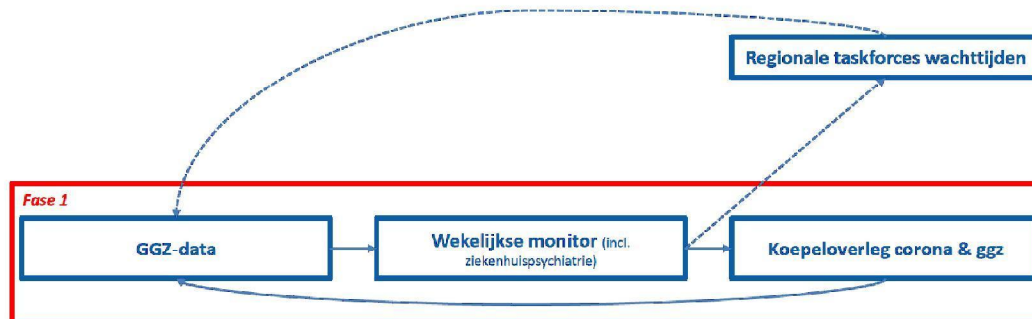 Regionale taskforces wachttijden
Fase 1
GGZ-data
Wekelijkse monitor (incl.
ziekenhuispsychiatrie)
Koepeloverleg corona & ggz